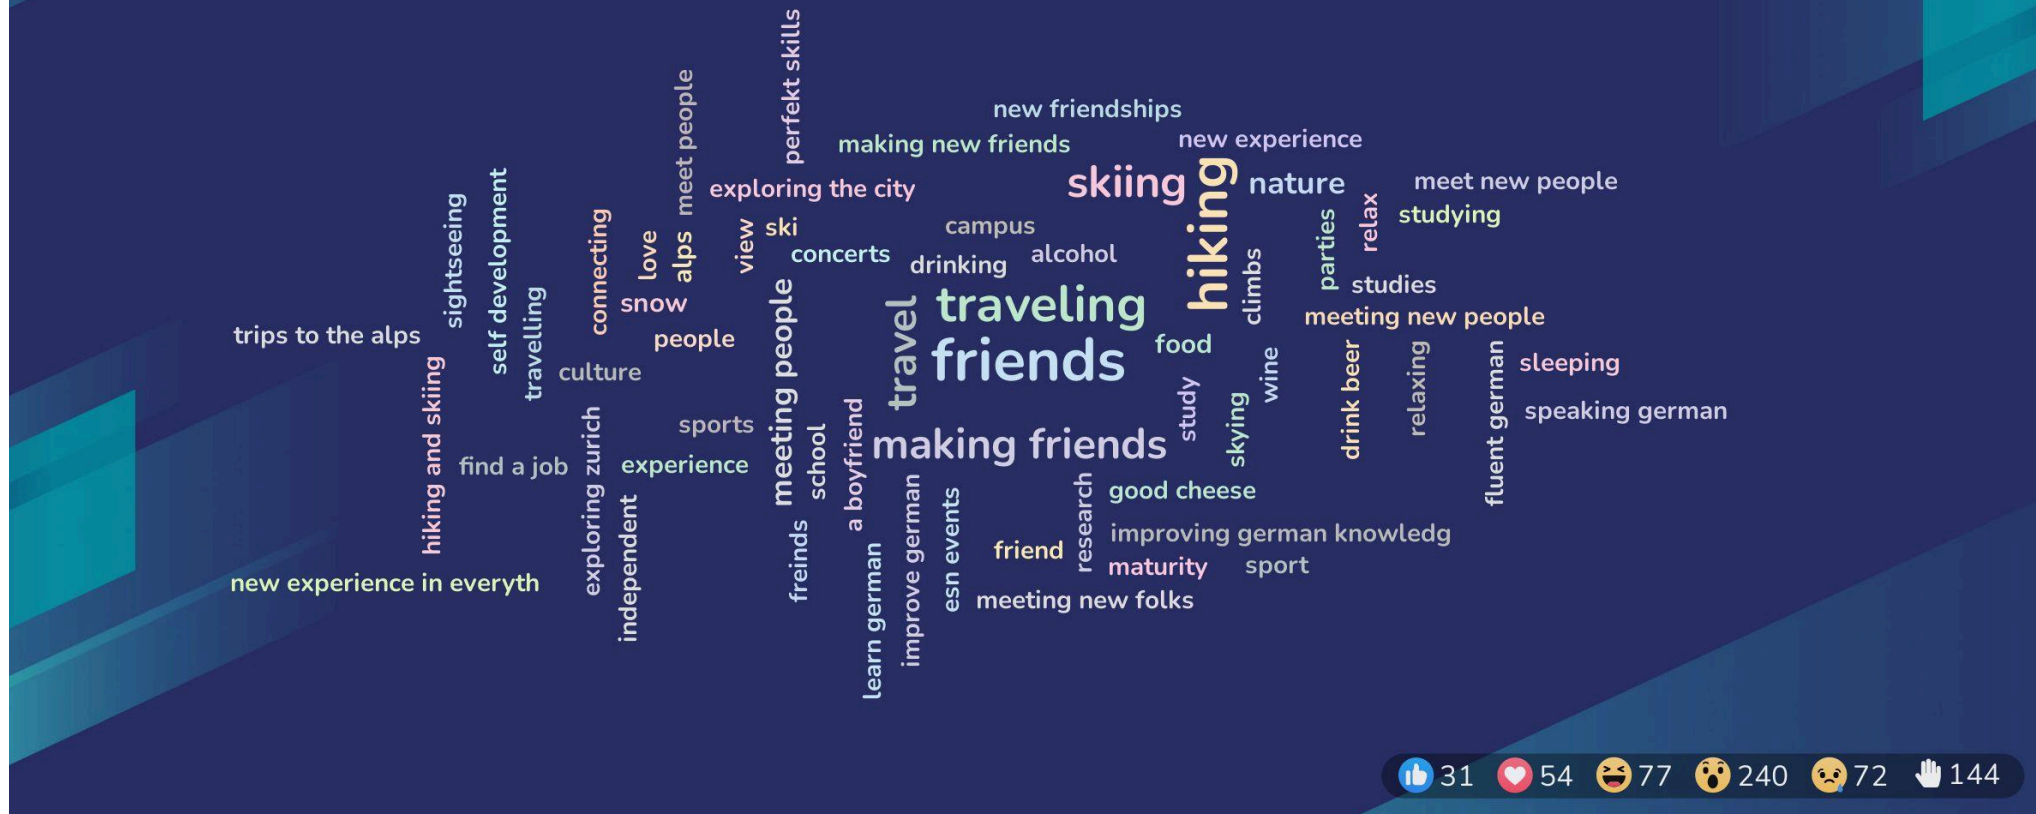 perfekt skills
new friendships
meet people
making new friends
new experience
skiing
hiking
nature
meet new people
exploring the city
sightseeing
self development
connecting
love
alps
view
ski
campus
parties
relax
studying
concerts
drinking
alcohol
climbs
studies
snow
meeting people
travel
traveling
meeting new people
trips to the alps
travelling
people
friends
food
wine
drink beer
relaxing
fluent german
sleeping
culture
study
skying
speaking german
hiking and skiing
exploring zurich
sports
school
a boyfriend
making friends
find a job
experience
independent
freinds
improve german
esn events
research
good cheese
learn german
friend
improving german knowledg
maturity
sport
new experience in everyth
meeting new folks
31 54 77 240 72 144